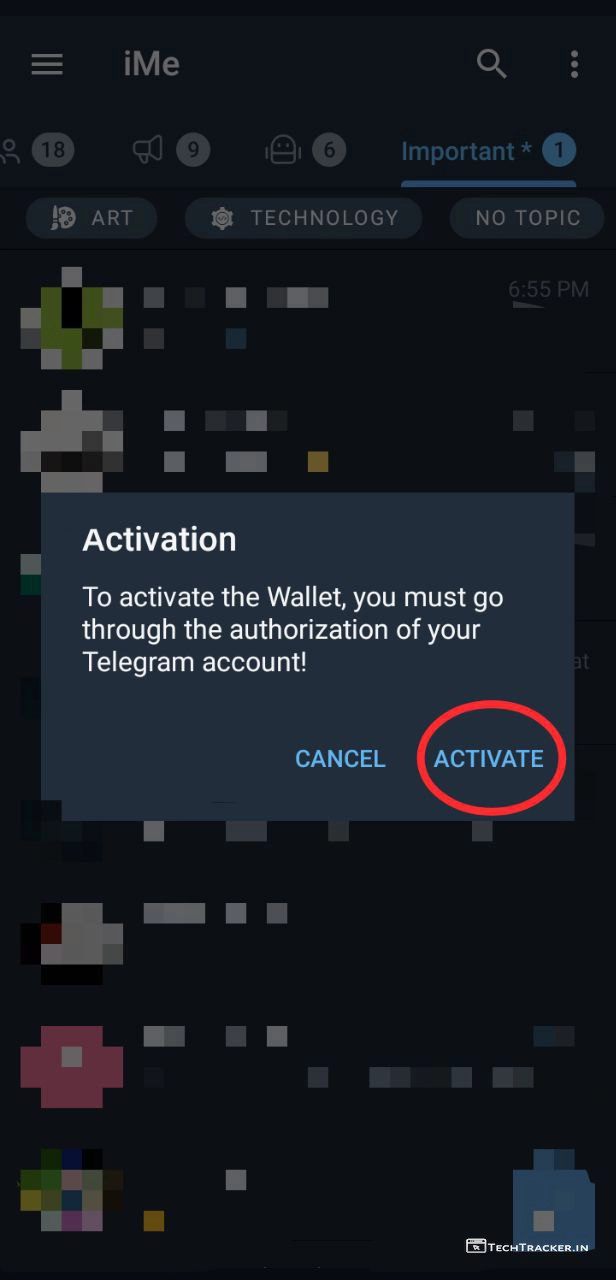 iMe
18 9 6 Important * 1
ART TECHNOLOGY NO TOPIC
6:55 PM
Activation
To activate the Wallet, you must go
through the authorization of your
Telegram account!
at
CANCEL ACTIVATE
TECHTRACKER.IN